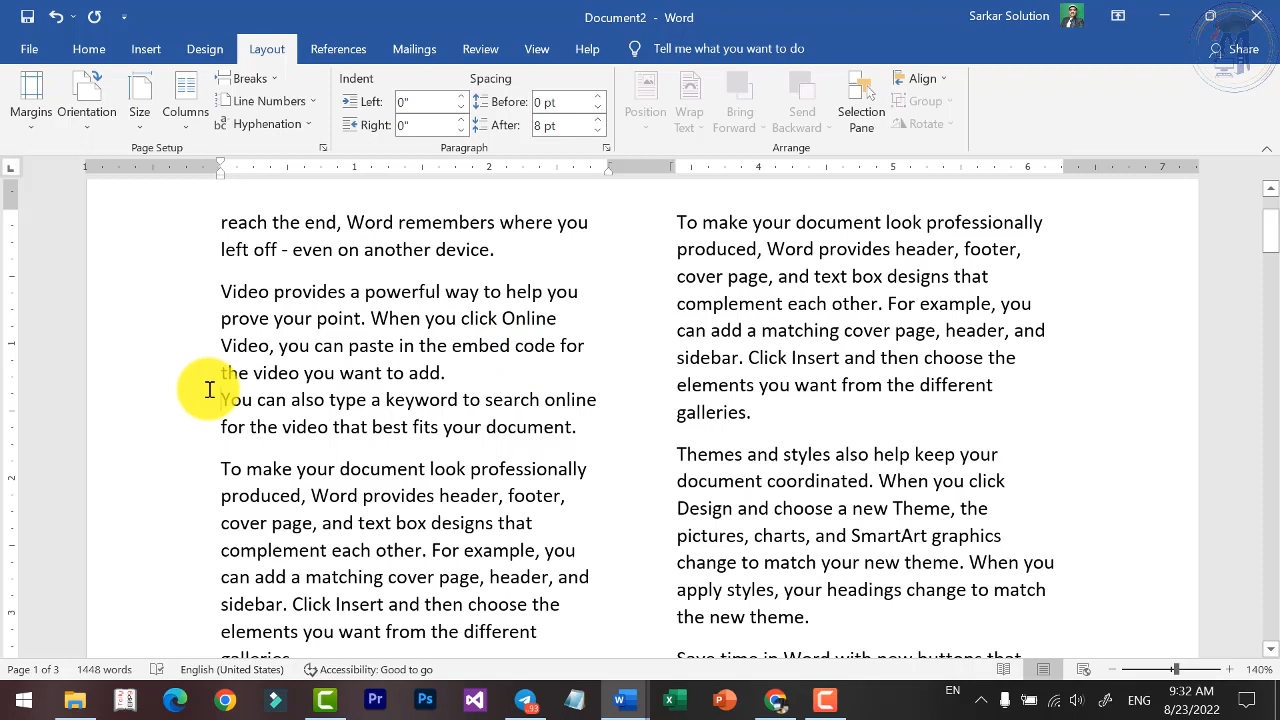 Document2 - Word
Sarkar Solution
File Home Insert Design Layout References Mailings Review View Help Tell me what you want to do Share
Margins
Orientation
Size
Columns
Breaks
Line Numbers
Hyphenation
Page Setup
Indent
Left: 0"
Right: 0"
Spacing
Before: 0 pt
After: 8 pt
Paragraph
Position
Wrap
Text
Bring
Forward
Send
Backward
Selection
Pane
Align
Group
Rotate
Arrange
1 1 2 4 5 6 7
reach the end, Word remembers where you
left off - even on another device.
Video provides a powerful way to help you
prove your point. When you click Online
Video, you can paste in the embed code for
the video you want to add.
You can also type a keyword to search online
for the video that best fits your document.
To make your document look professionally
produced, Word provides header, footer,
cover page, and text box designs that
complement each other. For example, you
can add a matching cover page, header, and
sidebar. Click Insert and then choose the
elements you want from the different
galleries.
To make your document look professionally
produced, Word provides header, footer,
cover page, and text box designs that
complement each other. For example, you
can add a matching cover page, header, and
sidebar. Click Insert and then choose the
elements you want from the different
galleries.
Themes and styles also help keep your
document coordinated. When you click
Design and choose a new Theme, the
pictures, charts, and SmartArt graphics
change to match your new theme. When you
apply styles, your headings change to match
the new theme.
Save time in Word with new buttons that
1
2
3
Page 1 of 3 1448 words English (United States) Accessibility: Good to go 140%
Pr Ps 93 EN ENG
9:32 AM
8/23/2022